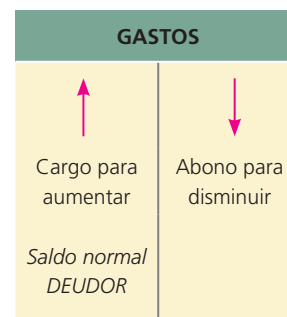 GASTOS
Cargo para
aumentar
Abono para
disminuir
Saldo normal
DEUDOR